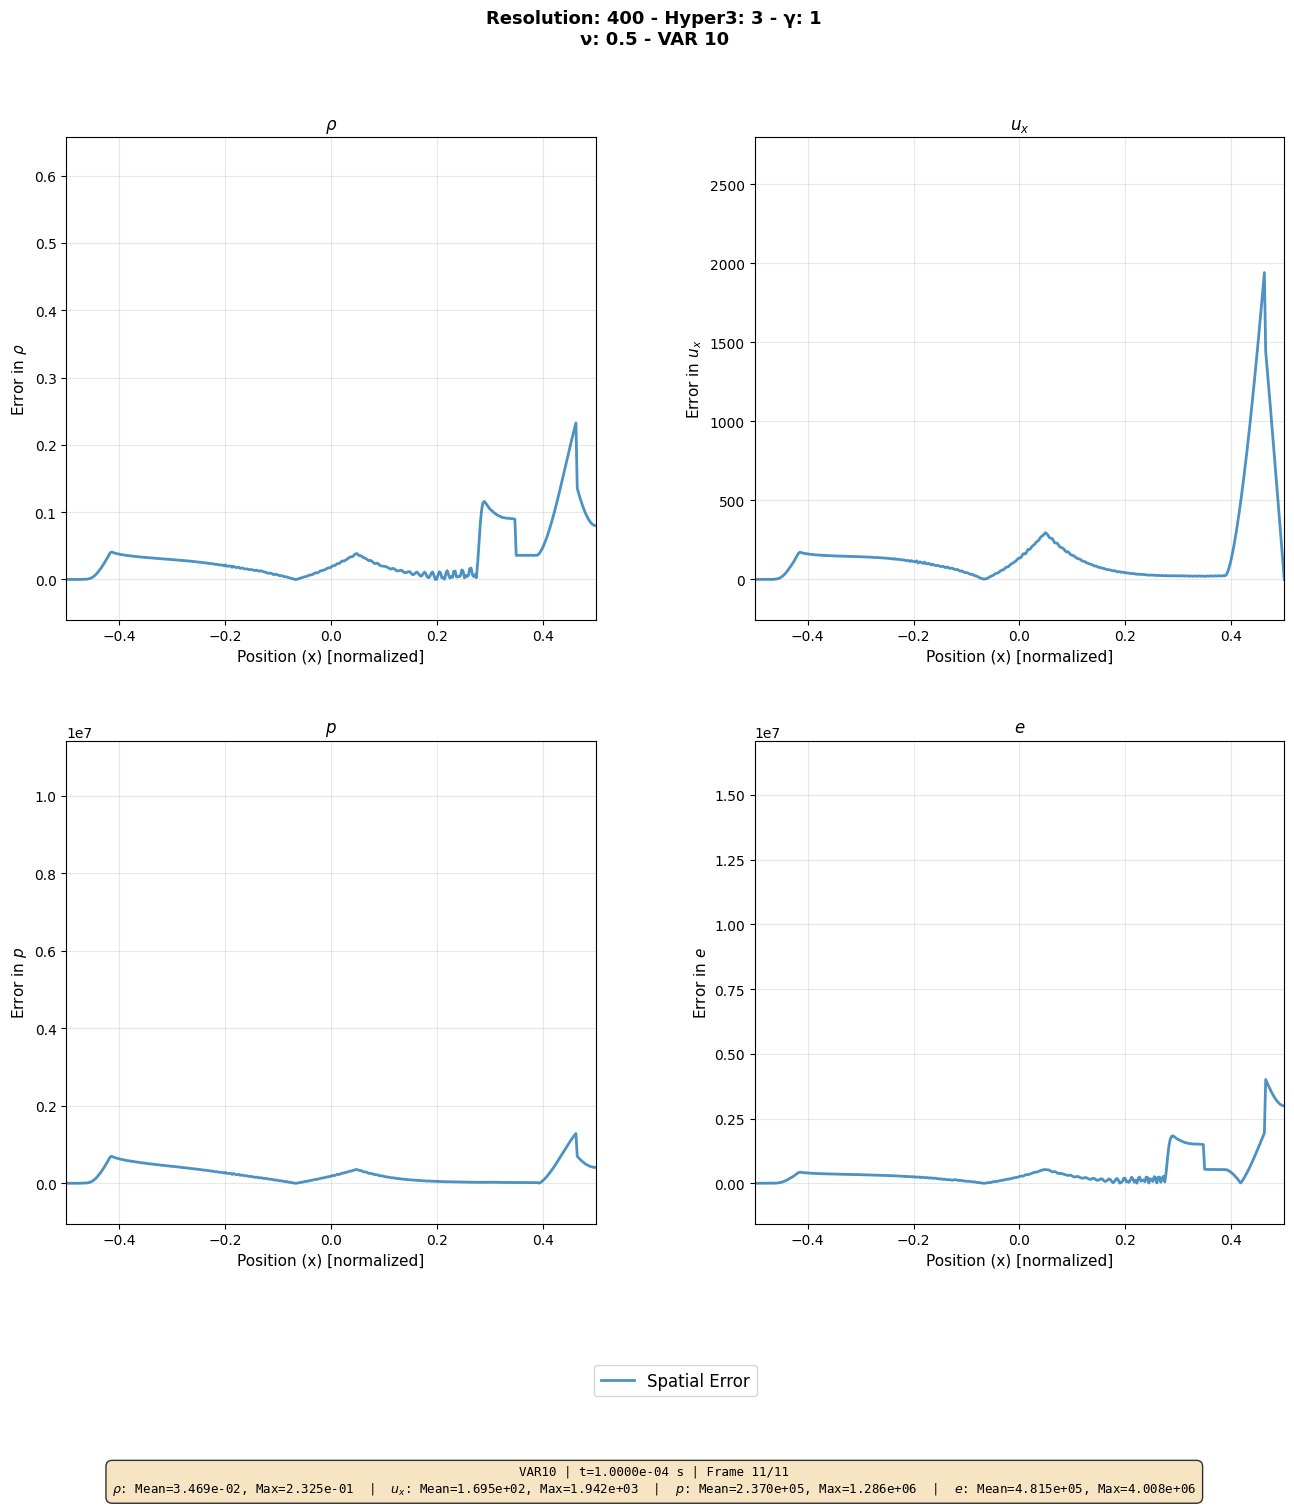 Resolution: 400 - Hyper3: 3 - γ: 1
ν: 0.5 - VAR 10
ρ
0.6
0.5
0.4
0.3
0.2
0.1
0.0
Error in ρ
−0.4 −0.2 0.0 0.2 0.4
Position (x) [normalized]
uₓ
2500
2000
1500
1000
500
0
Error in uₓ
−0.4 −0.2 0.0 0.2 0.4
Position (x) [normalized]
p
1e7
1.0
0.8
0.6
0.4
0.2
0.0
Error in p
−0.4 −0.2 0.0 0.2 0.4
Position (x) [normalized]
e
1e7
1.50
1.25
1.00
0.75
0.50
0.25
0.00
Error in e
−0.4 −0.2 0.0 0.2 0.4
Position (x) [normalized]
Spatial Error
VAR10 | t=1.0000e-04 s | Frame 11/11
ρ: Mean=3.469e-02, Max=2.325e-01 | uₓ: Mean=1.695e+02, Max=1.942e+03 | p: Mean=2.370e+05, Max=1.286e+06 | e: Mean=4.815e+05, Max=4.008e+06